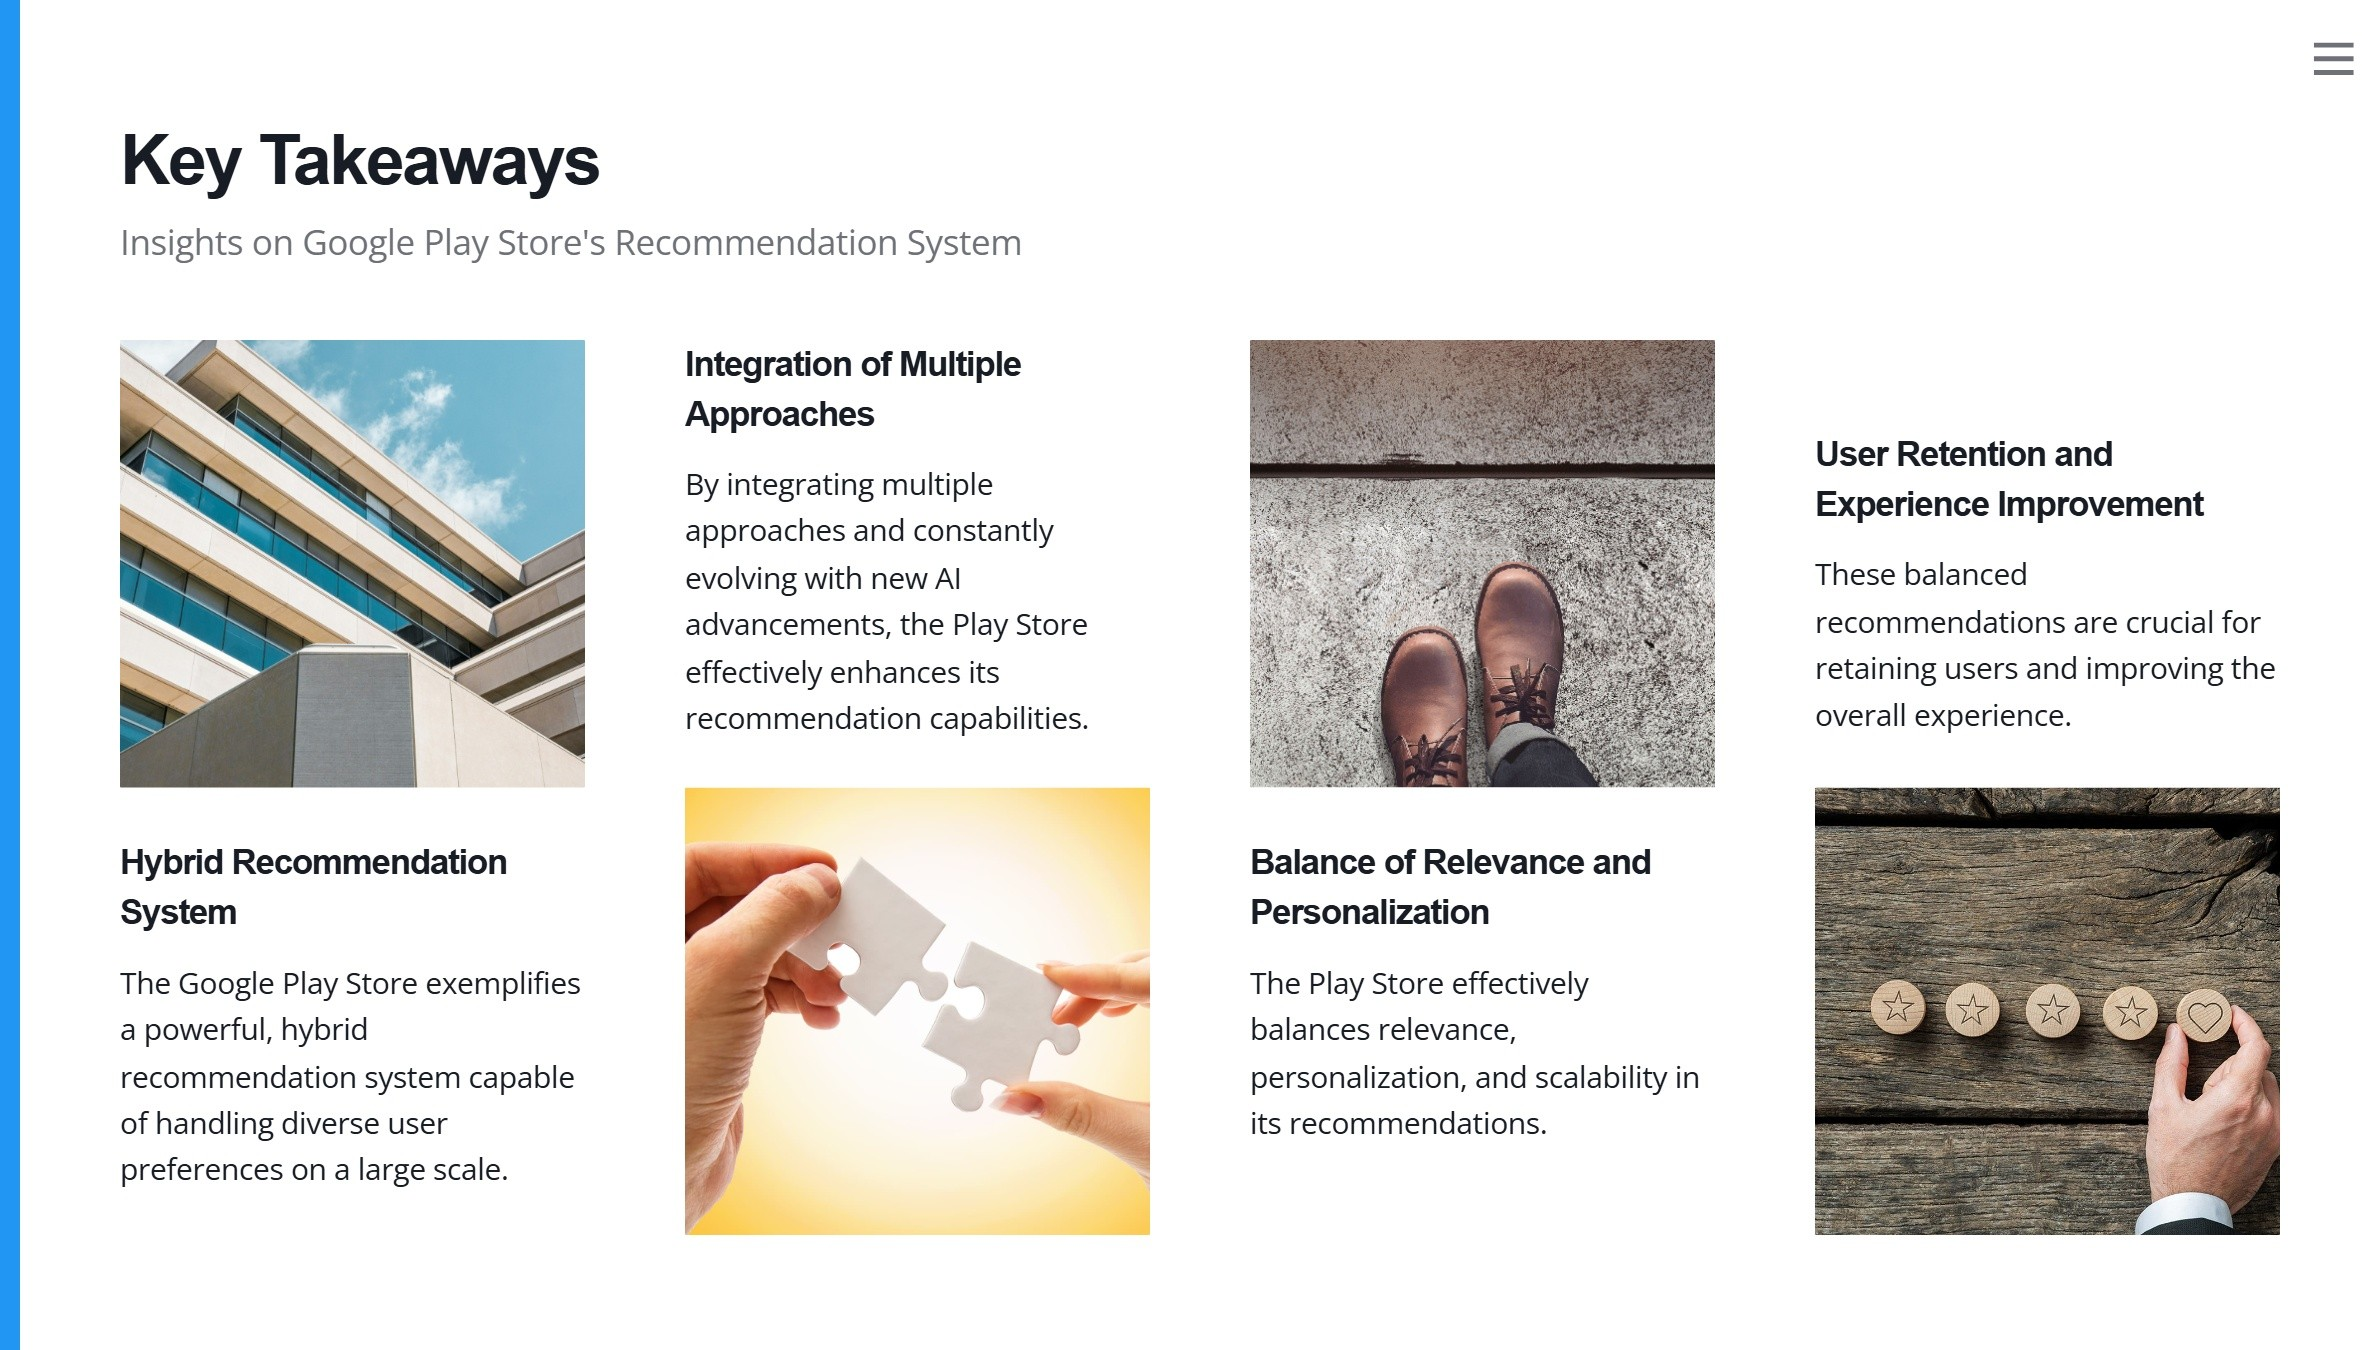 Key Takeaways
Insights on Google Play Store's Recommendation System
Hybrid Recommendation
System
The Google Play Store exemplifies
a powerful, hybrid
recommendation system capable
of handling diverse user
preferences on a large scale.
Integration of Multiple
Approaches
By integrating multiple
approaches and constantly
evolving with new AI
advancements, the Play Store
effectively enhances its
recommendation capabilities.
Balance of Relevance and
Personalization
The Play Store effectively
balances relevance,
personalization, and scalability in
its recommendations.
User Retention and
Experience Improvement
These balanced
recommendations are crucial for
retaining users and improving the
overall experience.